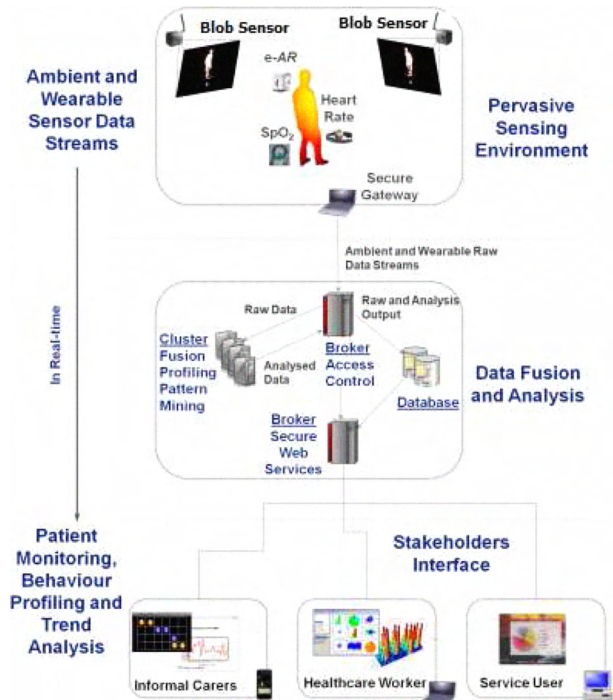 Blob Sensor
Blob Sensor
e-AR
Heart
Rate
SpO₂
Ambient and
Wearable
Sensor Data
Streams
Pervasive
Sensing
Environment
Secure
Gateway
Ambient and Wearable Raw
Data Streams
In Real-time
Raw Data
Raw and Analysis
Output
Cluster
Fusion
Profiling
Pattern
Mining
Analysed
Data
Broker
Access
Control
Database
Data Fusion
and Analysis
Broker
Secure
Web
Services
Patient
Monitoring,
Behaviour
Profiling and
Trend
Analysis
Stakeholders
Interface
Informal Carers
Healthcare Worker
Service User